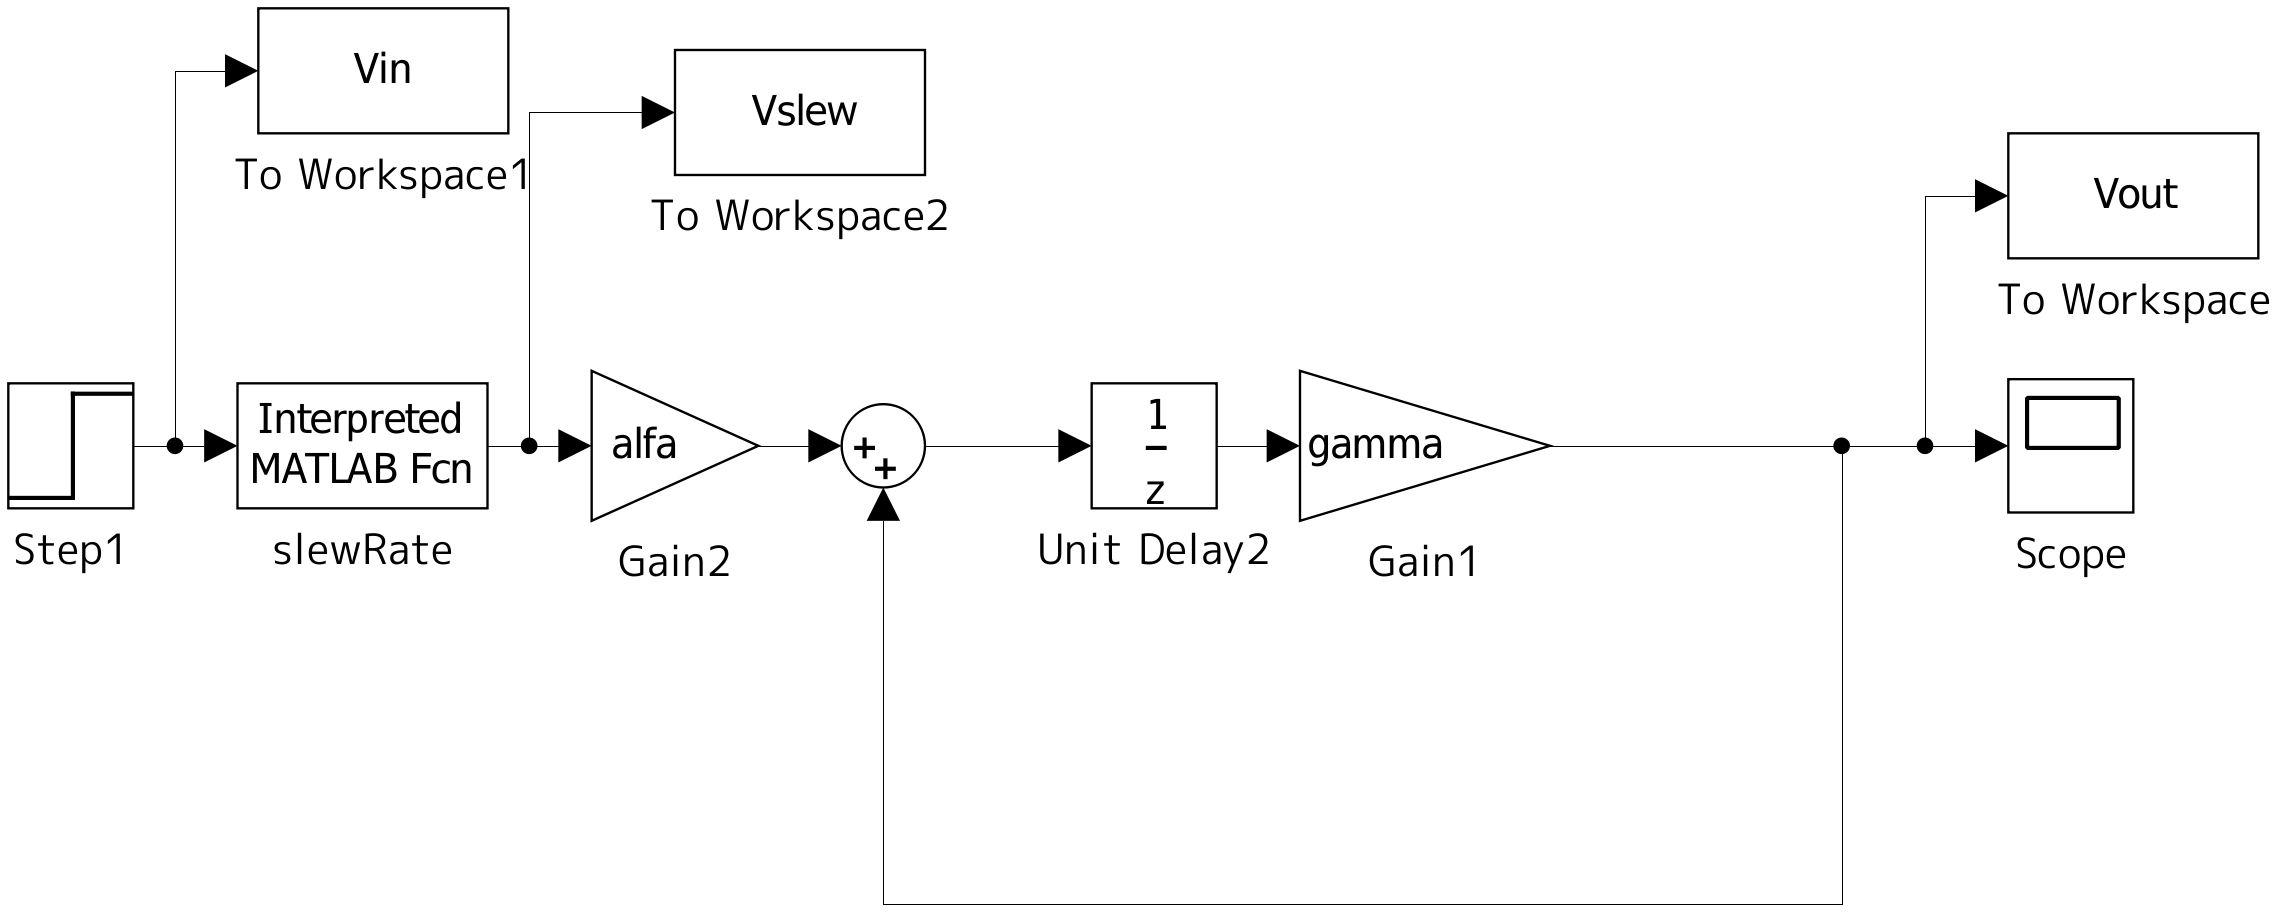 Vin
To Workspace1
Vslew
To Workspace2
Vout
To Workspace
Step1
Interpreted
MATLAB Fcn
slewRate
alfa
Gain2
+
+
1
–
z
Unit Delay2
gamma
Gain1
Scope